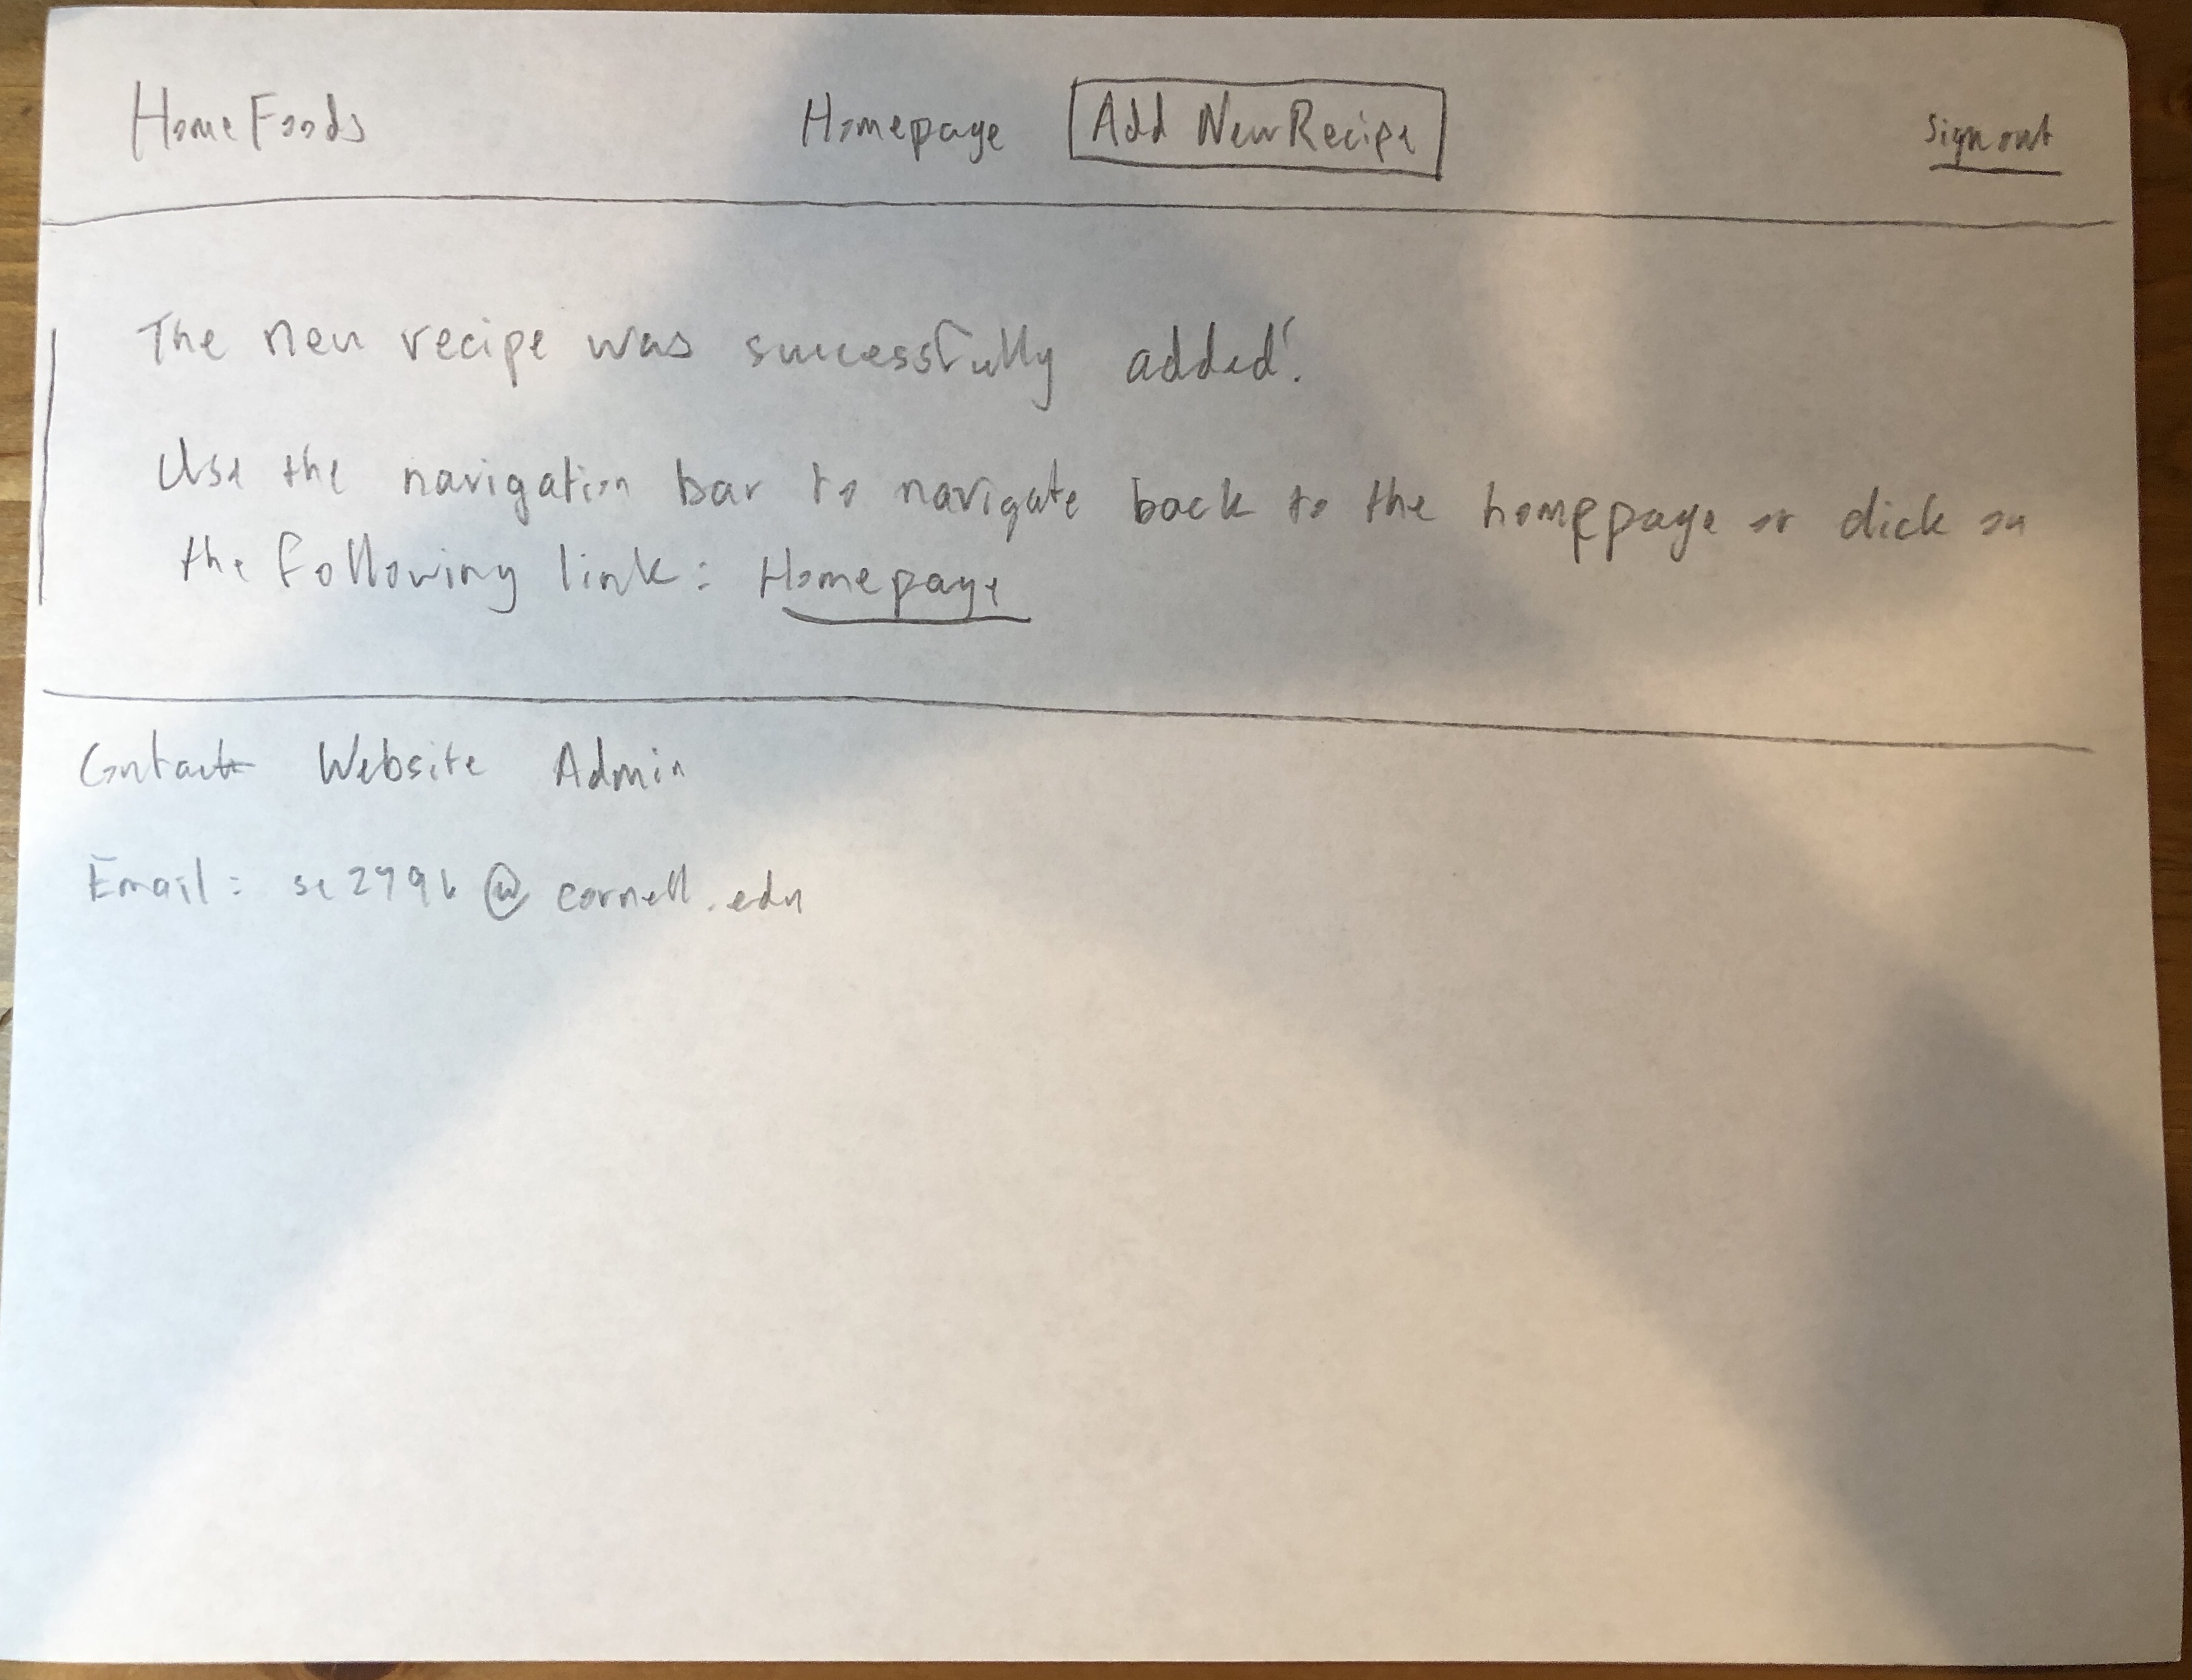 HomeFoods Homepage Add New Recipe Sign out
The new recipe was successfully added!
Use the navigation bar to navigate back to the homepage or click on
the following link: Homepage
Contact Website Admin
Email: @cornell.edu